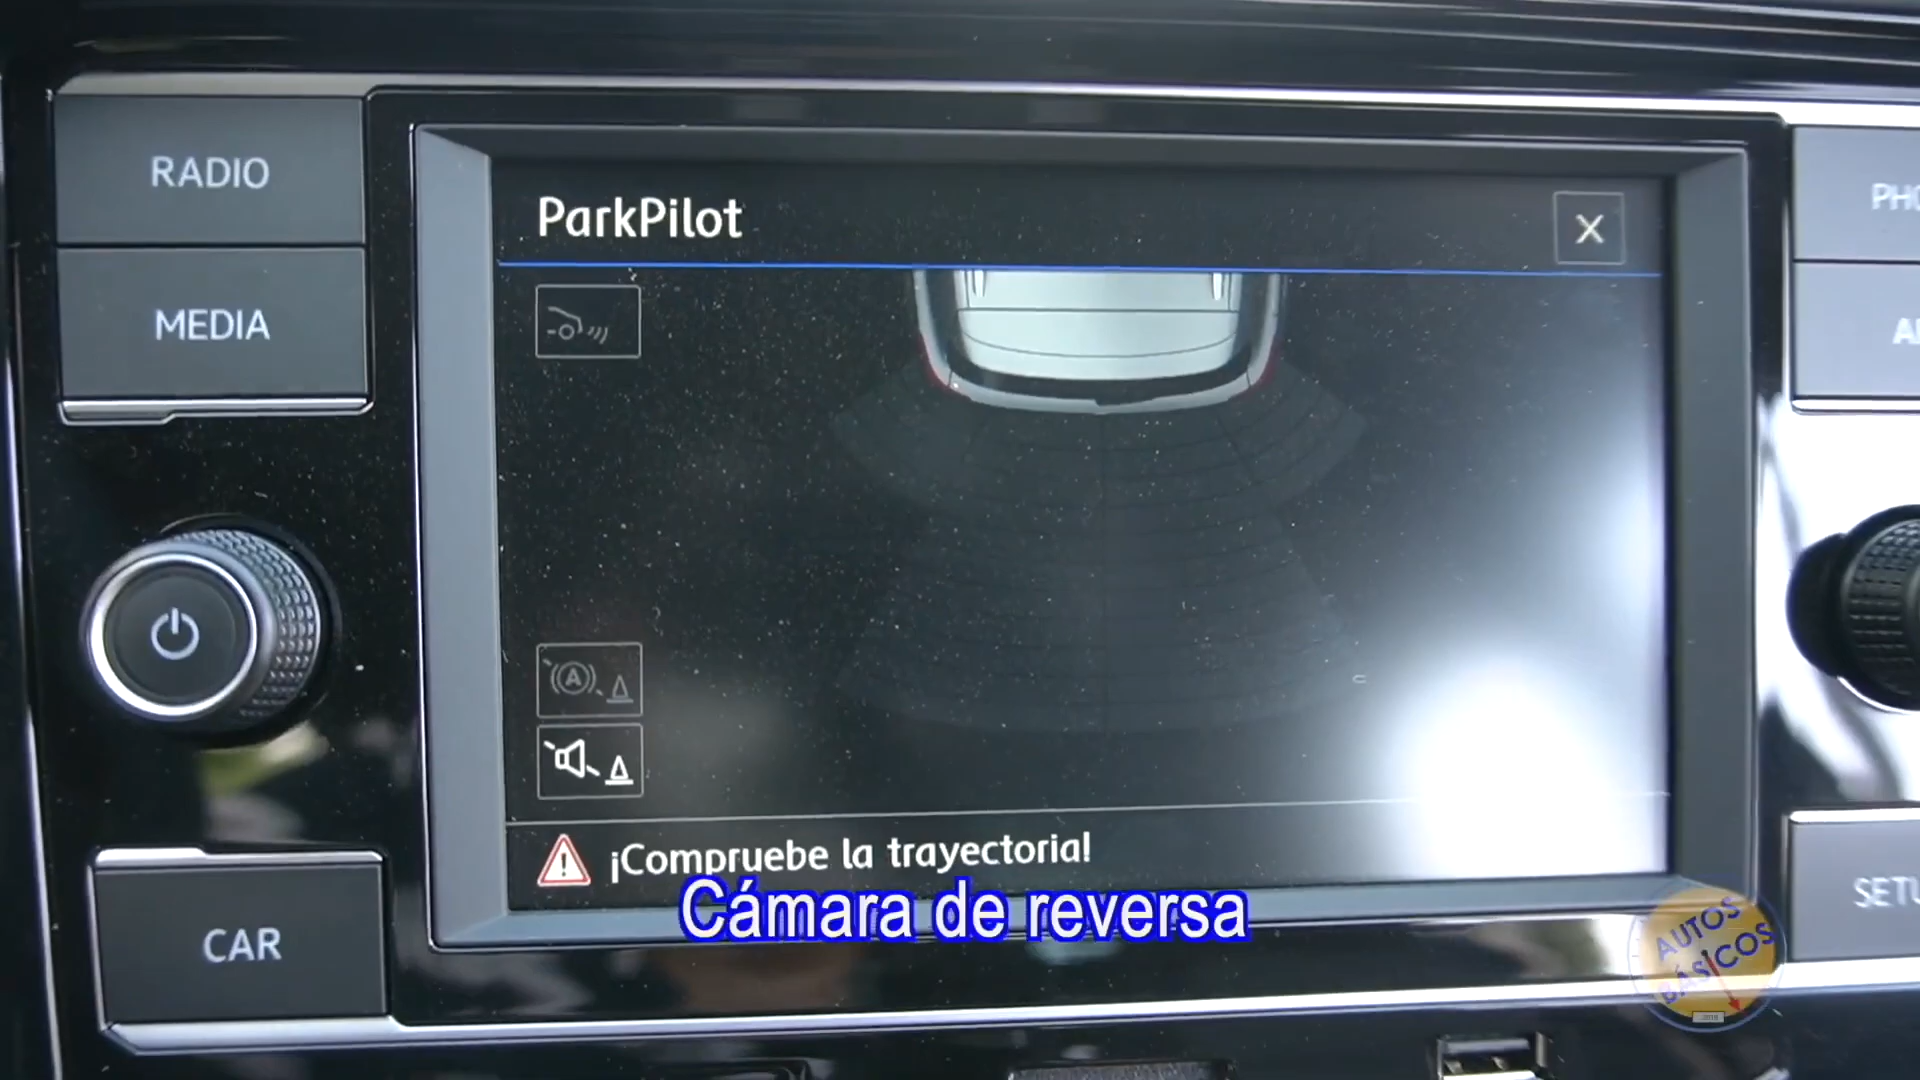 RADIO
MEDIA
CAR
ParkPilot
X
¡Compruebe la trayectoria!
Cámara de reversa
AUTOS
BÁSICOS